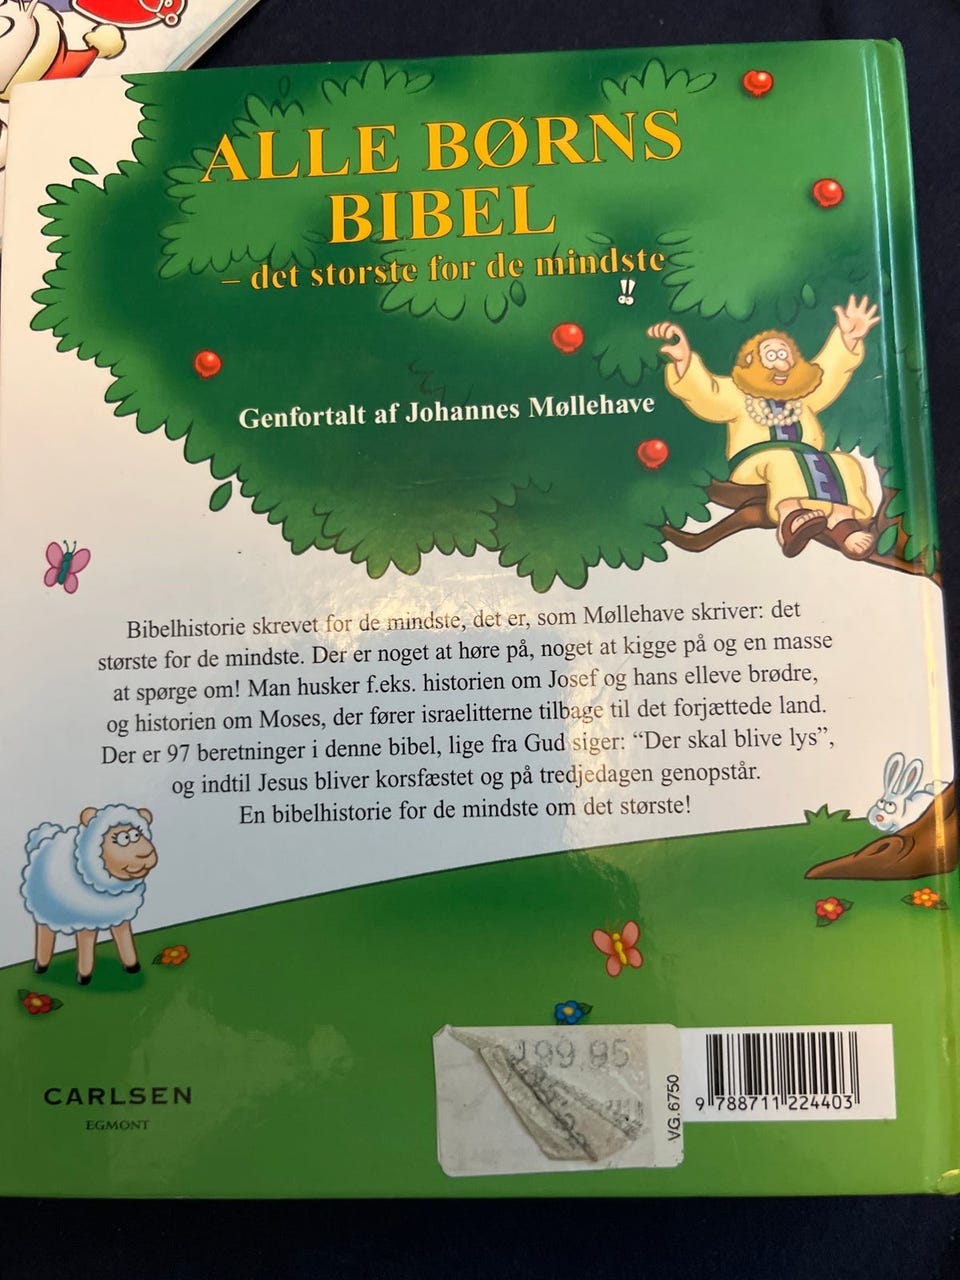 ALLE BØRNS
BIBEL
– det største for de mindste
Genfortalt af Johannes Møllehave
Bibelhistorie skrevet for de mindste, det er, som Møllehave skriver: det
største for de mindste. Der er noget at høre på, noget at kigge på og en masse
at spørge om! Man husker f.eks. historien om Josef og hans elleve brødre,
og historien om Moses, der fører israelitterne tilbage til det forjættede land.
Der er 97 beretninger i denne bibel, lige fra Gud siger: “Der skal blive lys”,
og indtil Jesus bliver korsfæstet og på tredjedagen genopstår.
En bibelhistorie for de mindste om det største!
CARLSEN
EGMONT
199,95
VG.6750
9 788711 224403